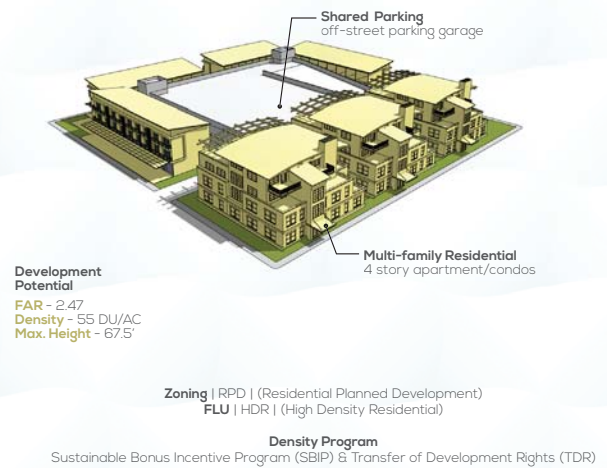 Shared Parking
off-street parking garage
Multi-family Residential
4 story apartment/condos
Development
Potential
FAR - 2.47
Density - 55 DU/AC
Max. Height - 67.5'
Zoning | RPD | (Residential Planned Development)
FLU | HDR | (High Density Residential)
Density Program
Sustainable Bonus Incentive Program (SBIP) & Transfer of Development Rights (TDR)